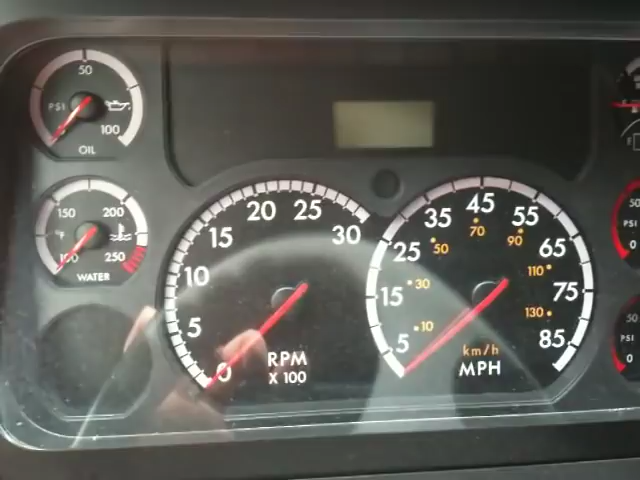 50
PSI
100
OIL
150 200
°F
100 250
WATER
0 5 10 15 20 25 30
RPM
X 100
5 15 25 35 45 55 65 75 85
10 30 50 70 90 110 130
km/h
MPH
50
PSI
0
50
PSI
0